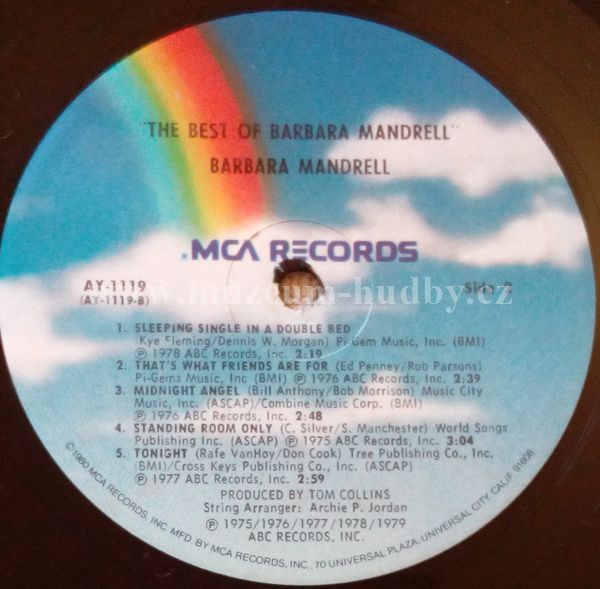 "THE BEST OF BARBARA MANDRELL"
BARBARA MANDRELL
MCA RECORDS
AY-1119
(AY-1119-B)
Side 2
www.muzeum-hudby.cz
1. SLEEPING SINGLE IN A DOUBLE BED
(Kye Fleming/Dennis W. Morgan) Pi-Gem Music, Inc. (BMI)
Ⓟ 1978 ABC Records, Inc. 2:19
2. THAT'S WHAT FRIENDS ARE FOR (Ed Penney/Rob Parsons)
Pi-Gems Music, Inc (BMI) Ⓟ 1976 ABC Records, Inc. 2:39
3. MIDNIGHT ANGEL (Bill Anthony/Bob Morrison) Music City
Music, Inc. (ASCAP)/Combine Music Corp. (BMI)
Ⓟ 1976 ABC Records, Inc. 2:48
4. STANDING ROOM ONLY (C. Silver/S. Manchester) World Songs
Publishing Inc. (ASCAP) Ⓟ 1975 ABC Records, Inc. 3:04
5. TONIGHT (Rafe VanHoy/Don Cook) Tree Publishing Co., Inc.
(BMI)/Cross Keys Publishing Co., Inc. (ASCAP)
Ⓟ 1977 ABC Records, Inc. 2:59
PRODUCED BY TOM COLLINS
String Arranger: Archie P. Jordan
Ⓟ 1975/1976/1977/1978/1979
ABC RECORDS, INC.
©1980 MCA RECORDS, INC. MFD. BY MCA RECORDS, INC., 70 UNIVERSAL PLAZA, UNIVERSAL CITY, CALIF. 91608